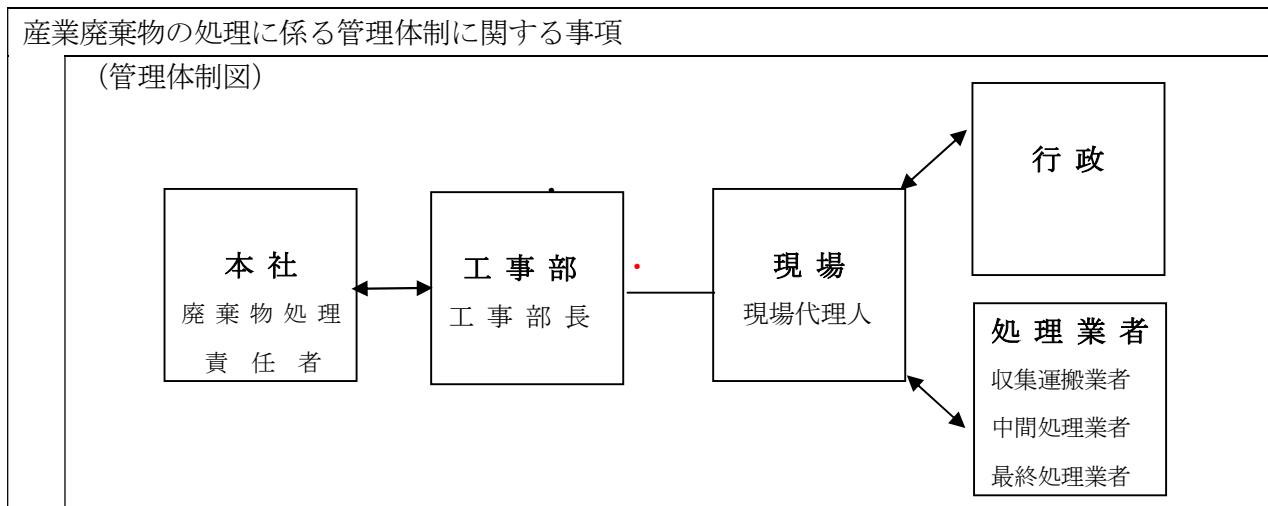 産業廃棄物の処理に係る管理体制に関する事項
（管理体制図）
本社
廃棄物処理
責任者
工事部
工事部長
現場
現場代理人
行政
処理業者
収集運搬業者
中間処理業者
最終処理業者